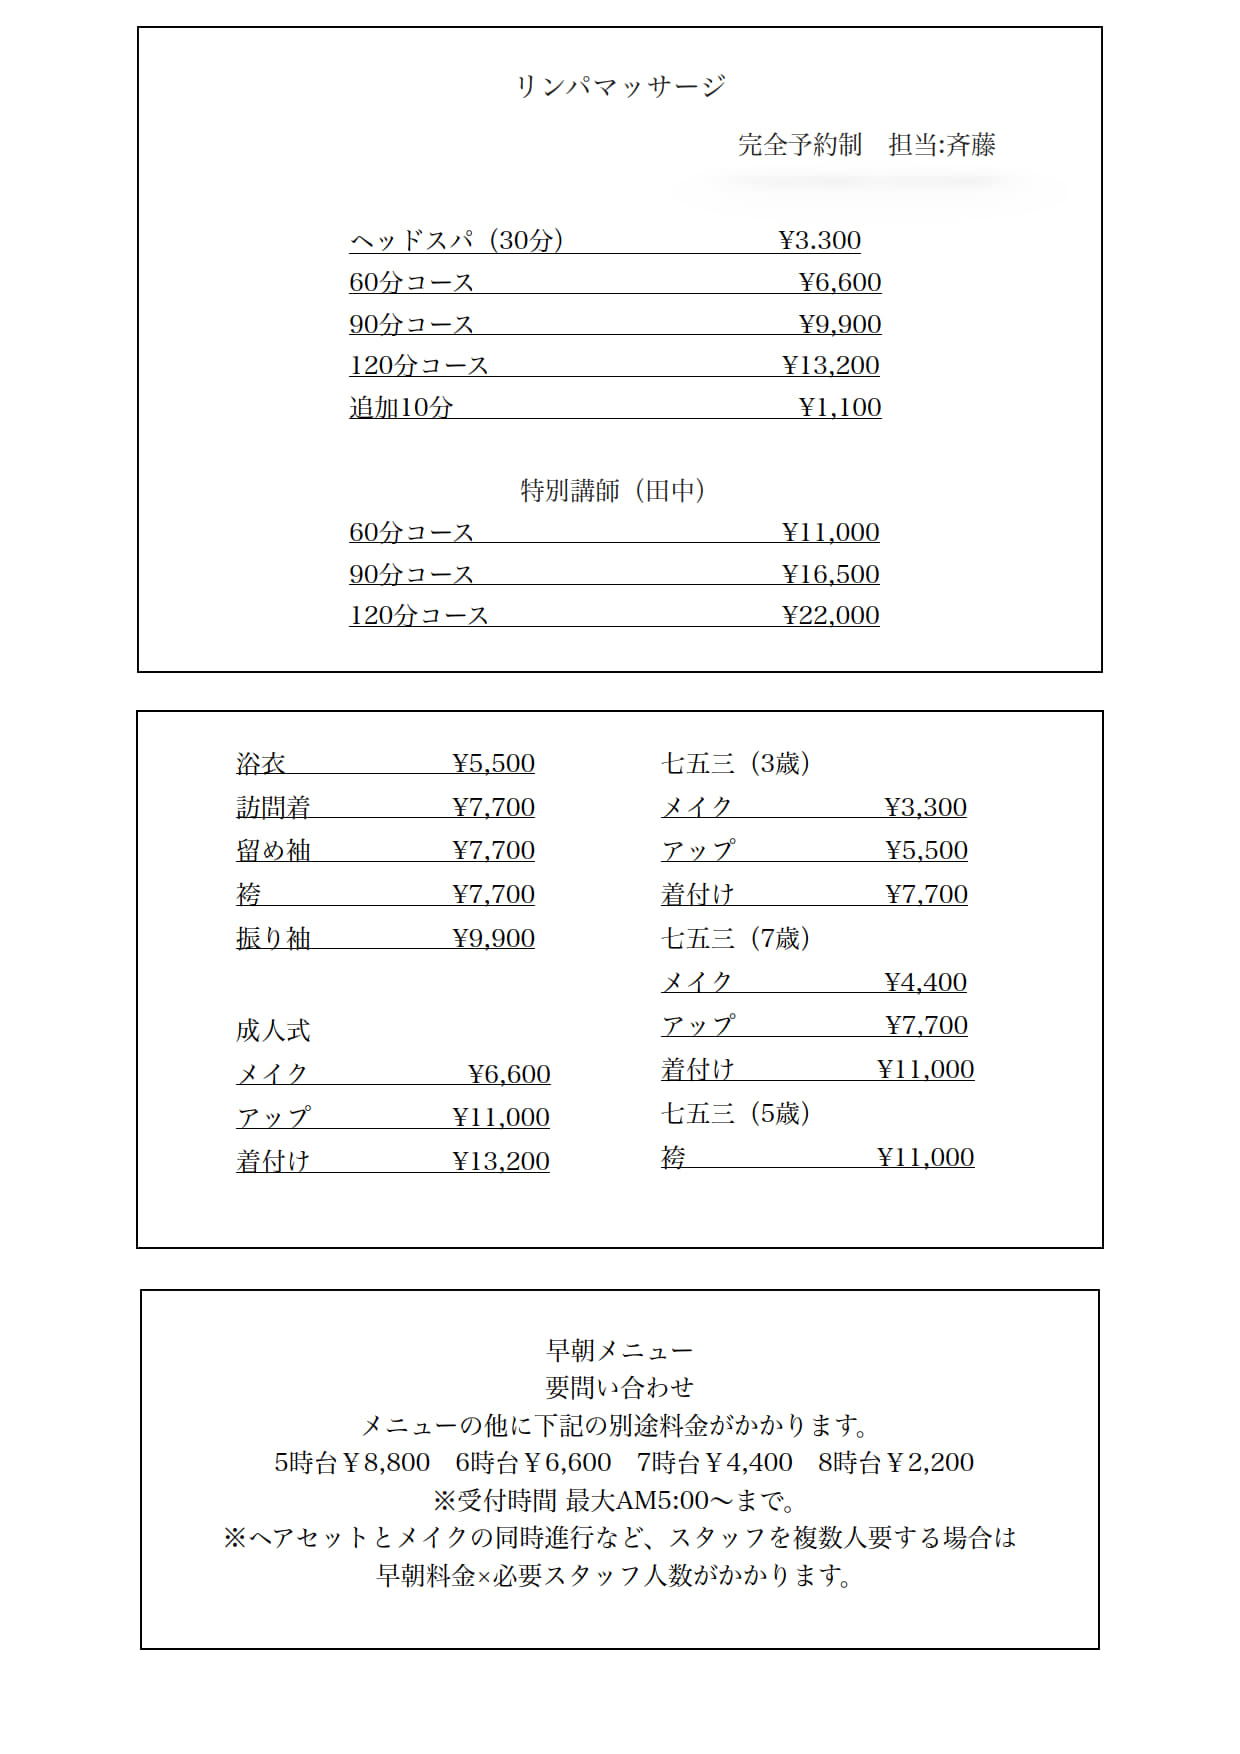 リンパマッサージ
完全予約制　担当:斉藤
ヘッドスパ（30分） ¥3.300
60分コース ¥6,600
90分コース ¥9,900
120分コース ¥13,200
追加10分 ¥1,100
特別講師（田中）
60分コース ¥11,000
90分コース ¥16,500
120分コース ¥22,000
浴衣 ¥5,500
訪問着 ¥7,700
留め袖 ¥7,700
袴 ¥7,700
振り袖 ¥9,900
成人式
メイク ¥6,600
アップ ¥11,000
着付け ¥13,200
七五三（3歳）
メイク ¥3,300
アップ ¥5,500
着付け ¥7,700
七五三（7歳）
メイク ¥4,400
アップ ¥7,700
着付け ¥11,000
七五三（5歳）
袴 ¥11,000
早朝メニュー
要問い合わせ
メニューの他に下記の別途料金がかかります。
5時台￥8,800　6時台￥6,600　7時台￥4,400　8時台￥2,200
※受付時間 最大AM5:00〜まで。
※ヘアセットとメイクの同時進行など、スタッフを複数人要する場合は
早朝料金×必要スタッフ人数がかかります。